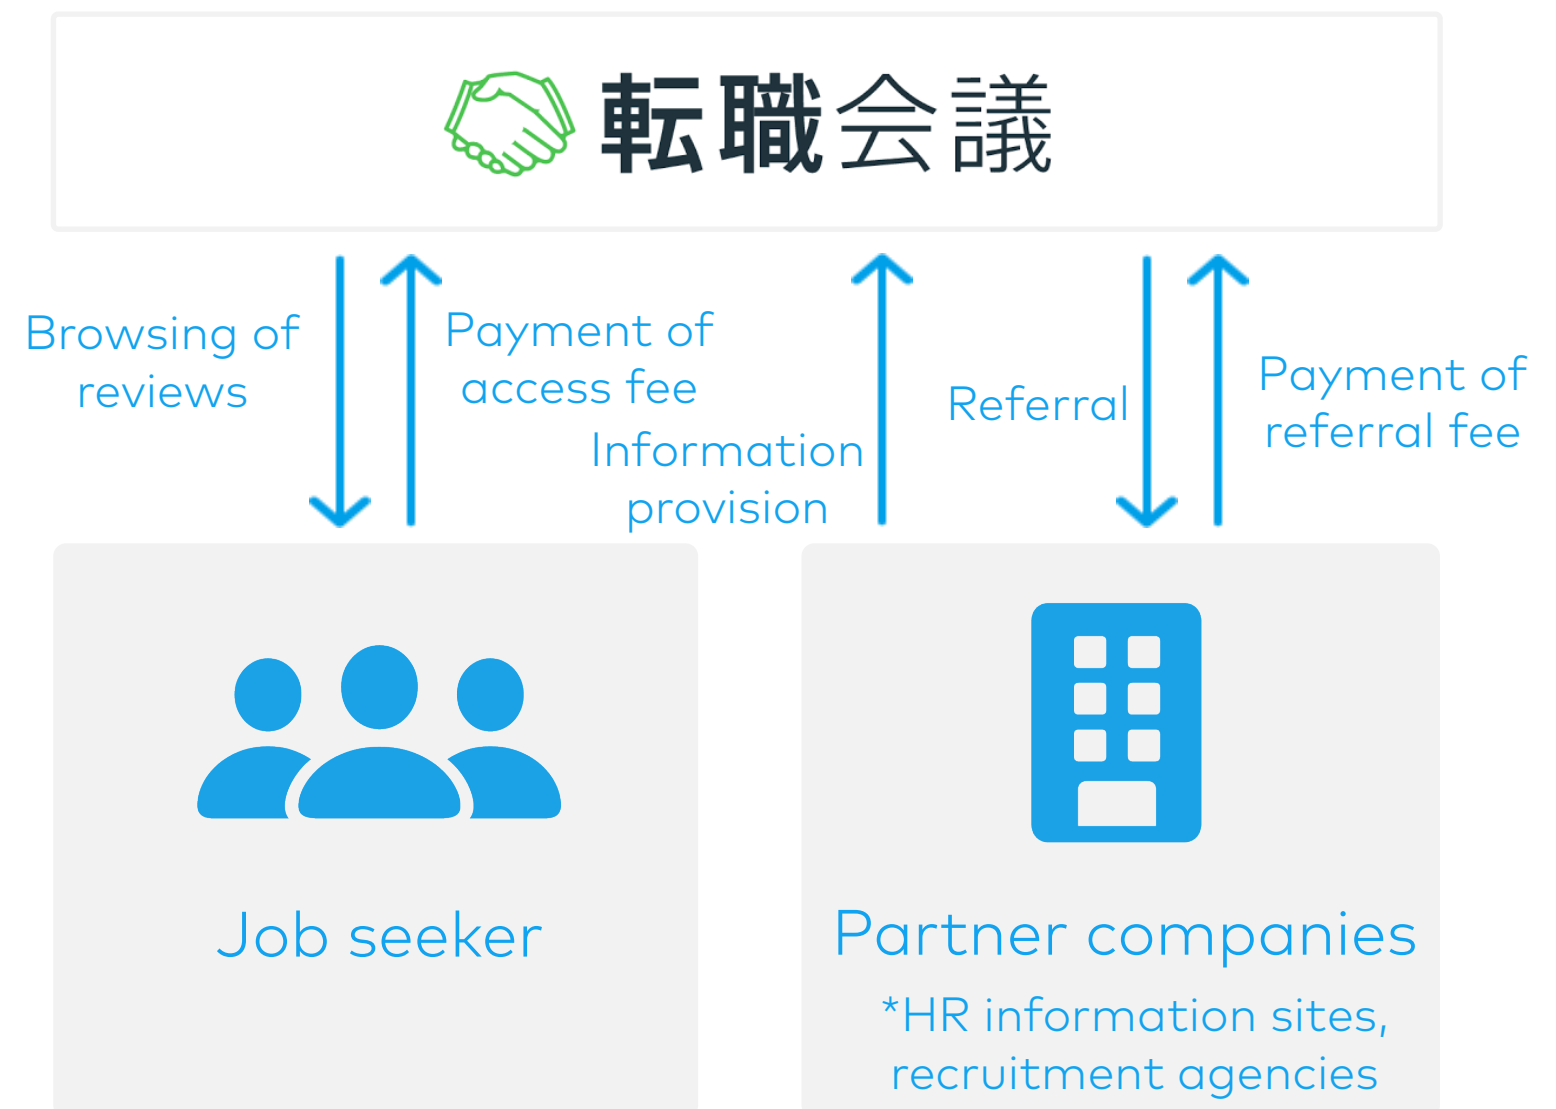 転職会議
Browsing of
reviews
Payment of
access fee
Information
provision
Referral
Payment of
referral fee
Job seeker
Partner companies
*HR information sites,
recruitment agencies